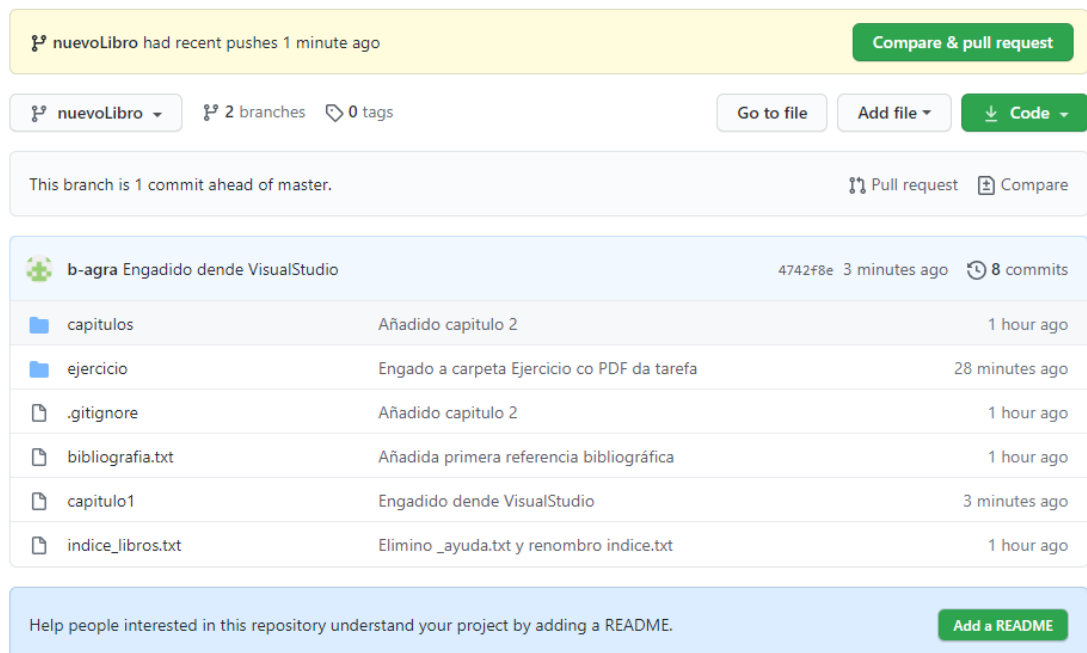 nuevoLibro had recent pushes 1 minute ago Compare & pull request
nuevoLibro 2 branches 0 tags Go to file Add file Code
This branch is 1 commit ahead of master. Pull request Compare
b-agra Engadido dende VisualStudio 4742f8e 3 minutes ago 8 commits
capitulos Añadido capitulo 2 1 hour ago
ejercicio Engado a carpeta Ejercicio co PDF da tarefa 28 minutes ago
.gitignore Añadido capitulo 2 1 hour ago
bibliografia.txt Añadida primera referencia bibliográfica 1 hour ago
capitulo1 Engadido dende VisualStudio 3 minutes ago
indice_libros.txt Elimino _ayuda.txt y renombro indice.txt 1 hour ago
Help people interested in this repository understand your project by adding a README. Add a README